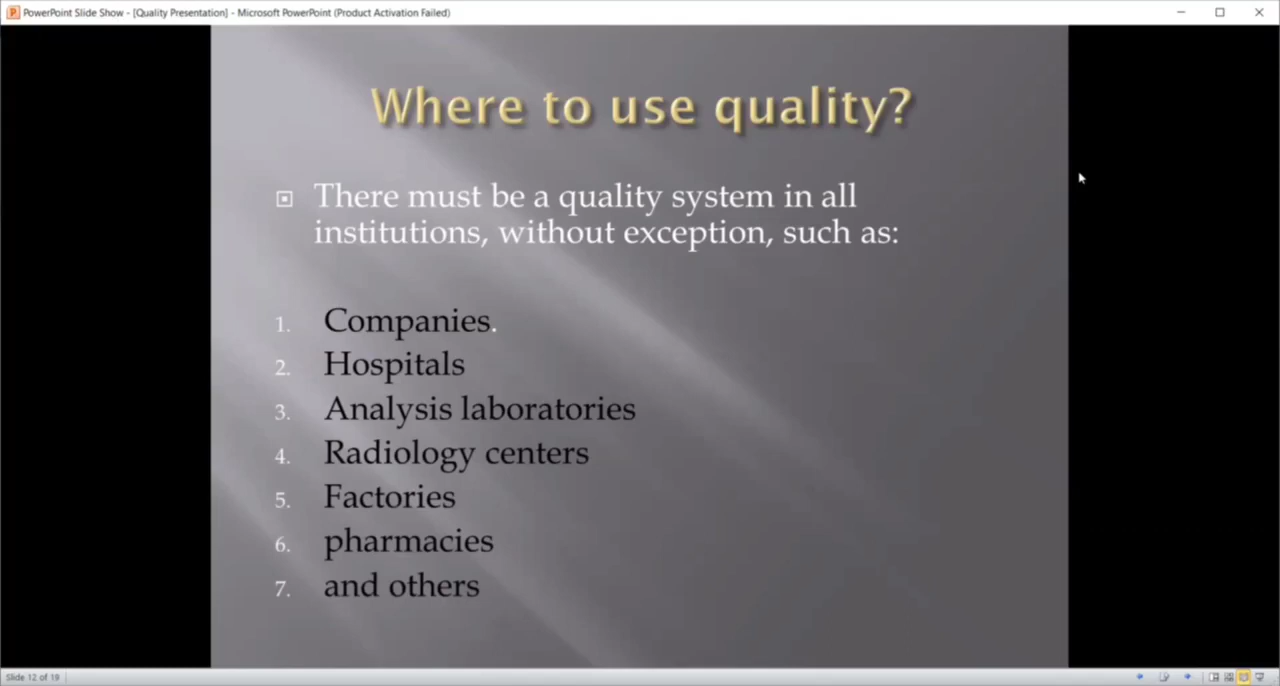 PowerPoint Slide Show - [Quality Presentation] - Microsoft PowerPoint (Product Activation Failed)
Where to use quality?
There must be a quality system in all
institutions, without exception, such as:
1. Companies.
2. Hospitals
3. Analysis laboratories
4. Radiology centers
5. Factories
6. pharmacies
7. and others
Slide 12 of 19